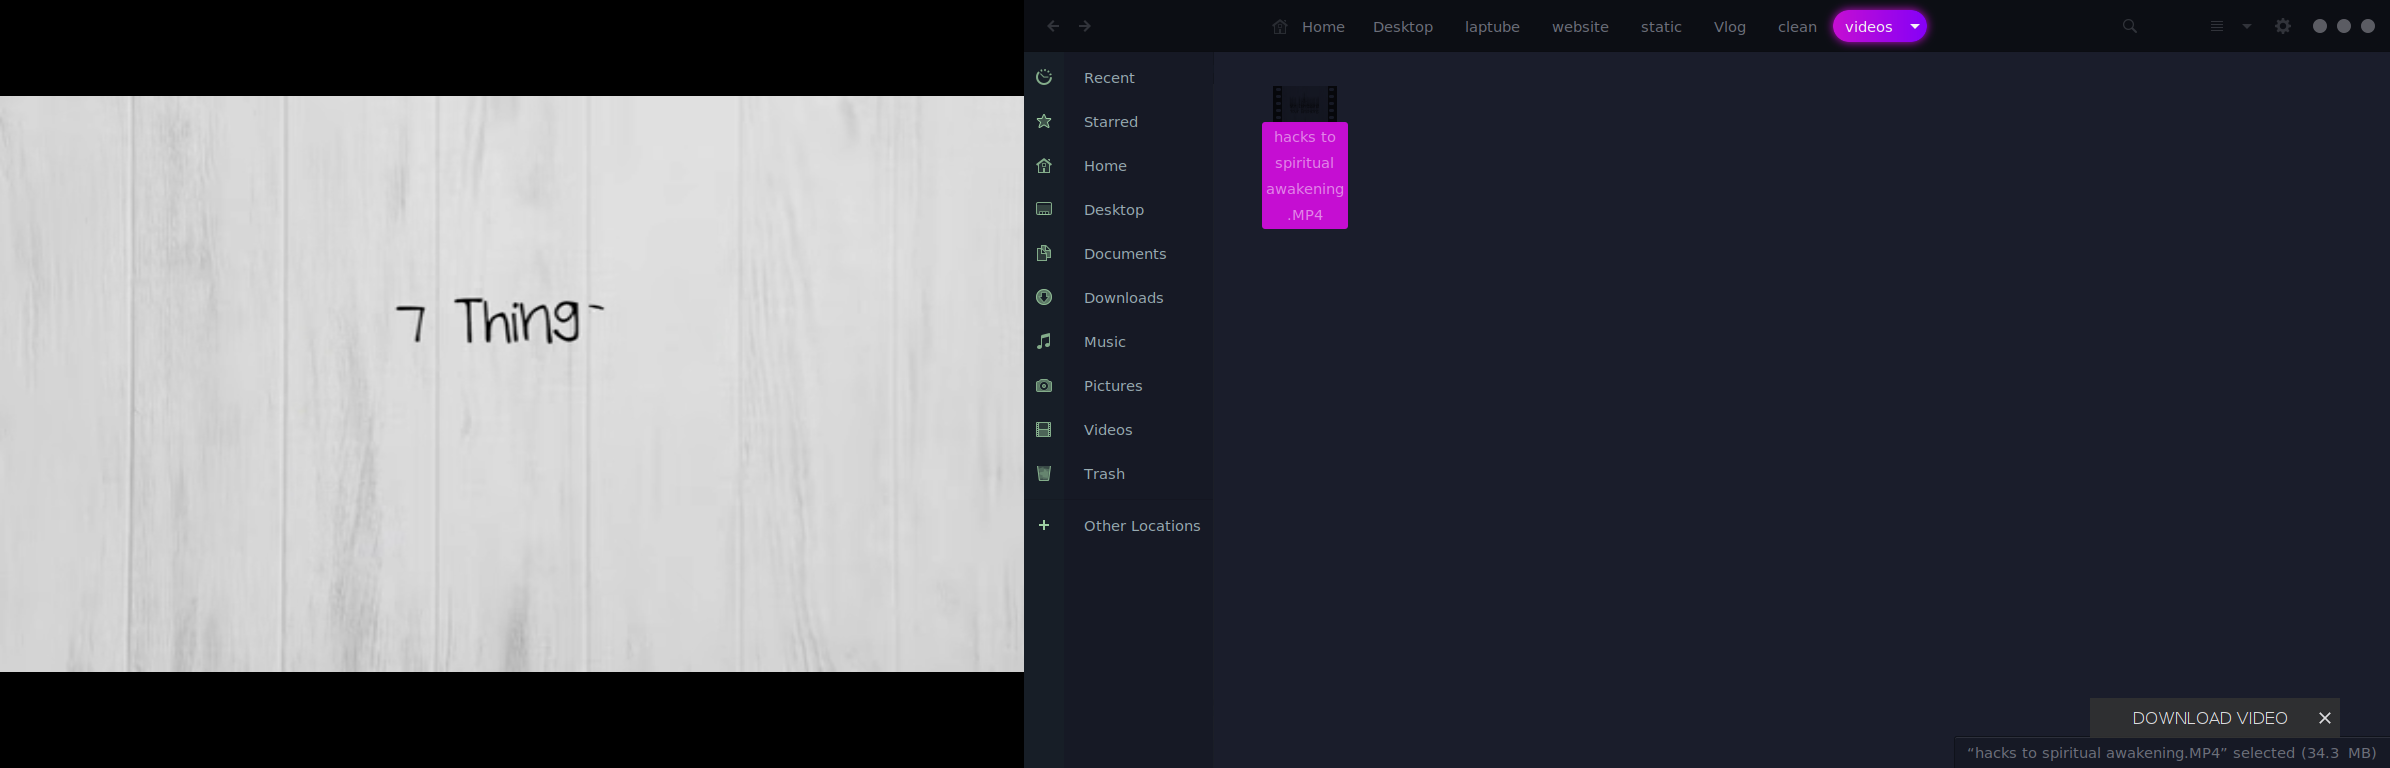 7 Thing
Home Desktop laptube website static Vlog clean videos
Recent
Starred
Home
Desktop
Documents
Downloads
Music
Pictures
Videos
Trash
Other Locations
hacks to
spiritual
awakening
.MP4
DOWNLOAD VIDEO
“hacks to spiritual awakening.MP4” selected (34.3 MB)